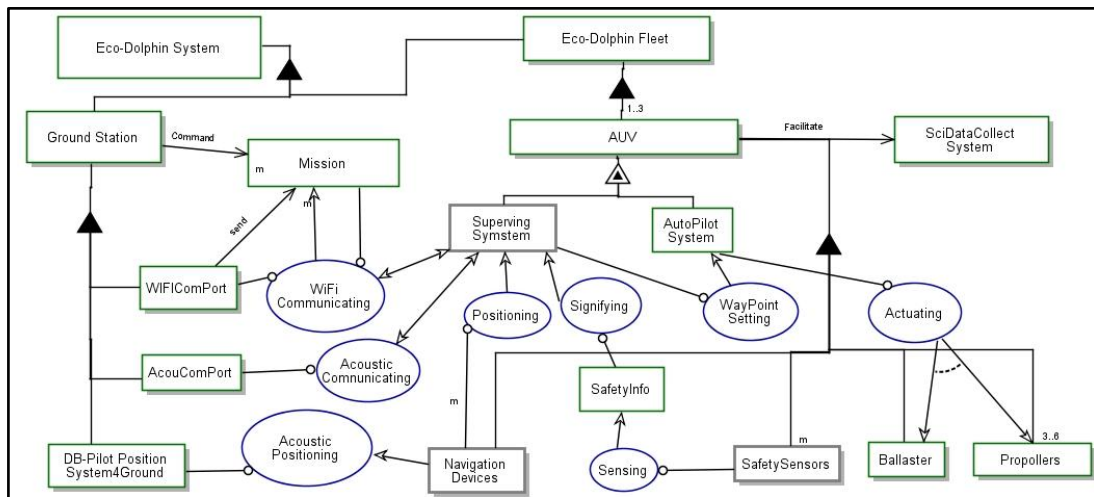 Eco-Dolphin System
Eco-Dolphin Fleet
1..3
Ground Station
Command
Mission
m
AUV
Facilitate
SciDataCollect
System
send
m
Superving
Symstem
AutoPilot
System
WIFIComPort
WiFi
Communicating
Positioning
Signifying
WayPoint
Setting
Actuating
AcouComPort
Acoustic
Communicating
SafetyInfo
m
DB-Pilot Position
System4Ground
Acoustic
Positioning
Navigation
Devices
Sensing
m
SafetySensors
Ballaster
3..6
Propollers